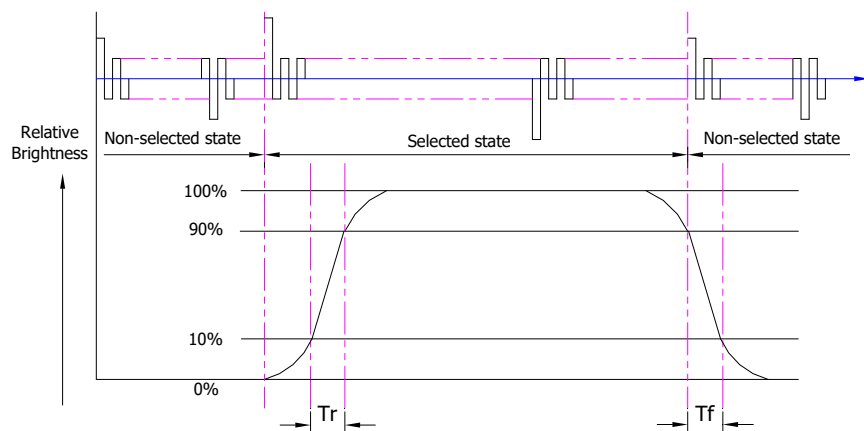 Relative
Brightness
Non-selected state
Selected state
Non-selected state
100%
90%
10%
0%
Tr
Tf